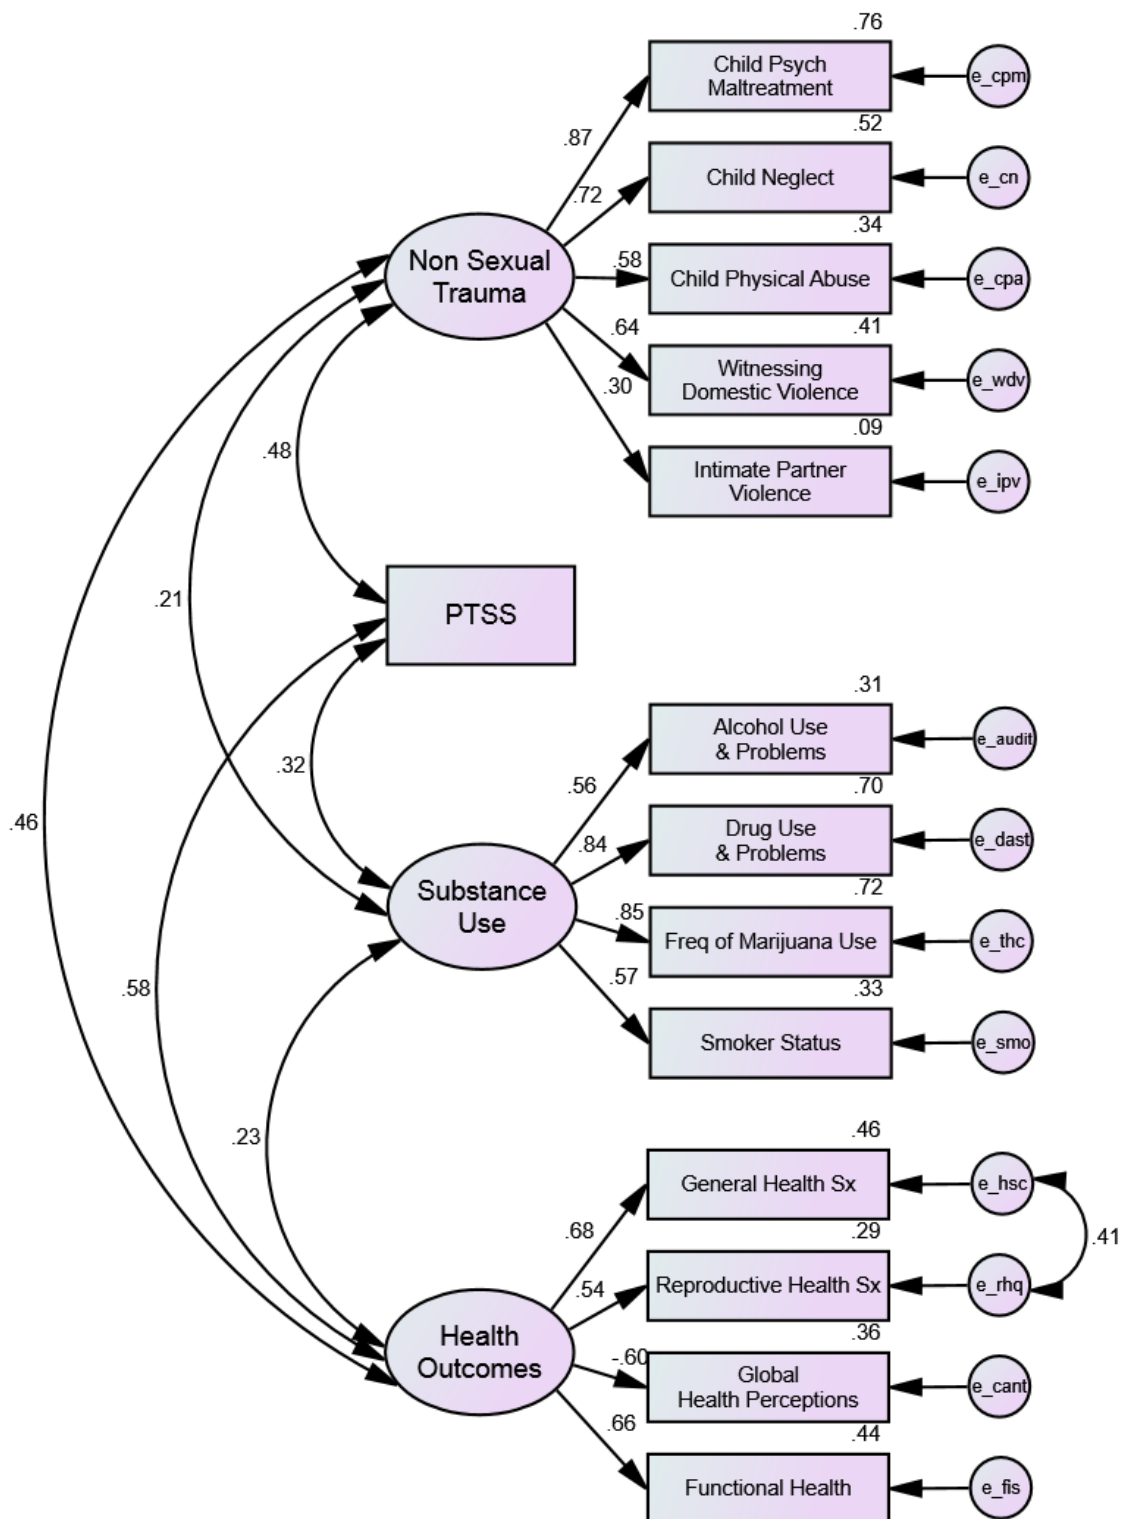 .76
Child Psych
Maltreatment
e_cpm
.87
.52
Child Neglect
e_cn
.72
.34
Non Sexual
Trauma
.58
Child Physical Abuse
e_cpa
.64
.41
Witnessing
Domestic Violence
e_wdv
.30
.09
Intimate Partner
Violence
e_ipv
.48
.21
PTSS
.31
Alcohol Use
& Problems
e_audit
.32
.56
.70
Drug Use
& Problems
e_dast
.46
.84
.72
Substance
Use
.85
Freq of Marijuana Use
e_thc
.58
.57
.33
Smoker Status
e_smo
.23
.46
General Health Sx
e_hsc
.68
.29
.41
Reproductive Health Sx
e_rhq
.54
.36
Health
Outcomes
-.60
Global
Health Perceptions
e_cant
.66
.44
Functional Health
e_fis